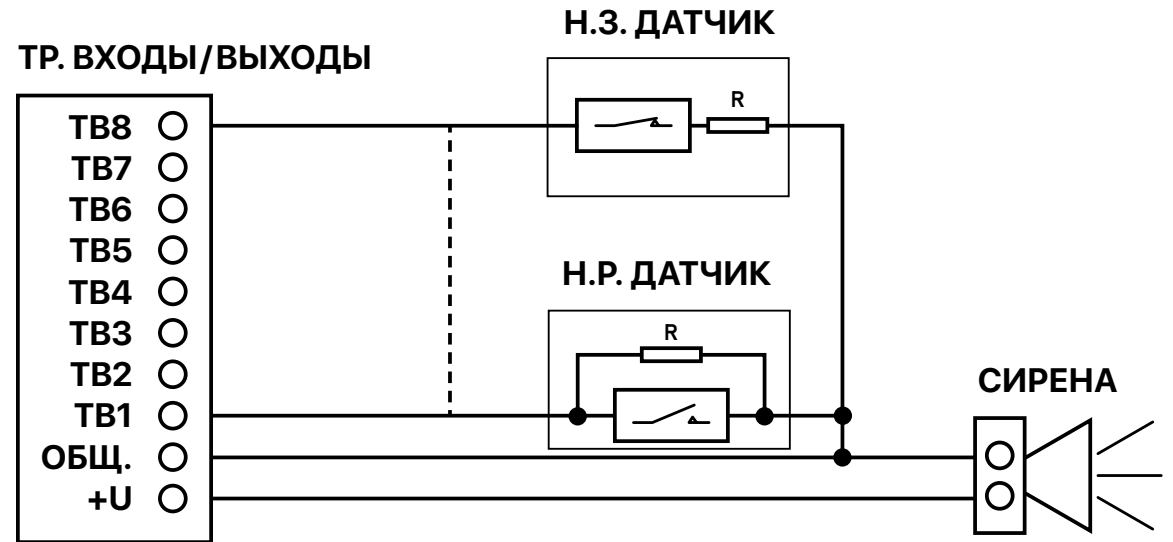 Н.З. ДАТЧИК
ТР. ВХОДЫ/ВЫХОДЫ
R
ТВ8
ТВ7
ТВ6
ТВ5
Н.Р. ДАТЧИК
ТВ4
ТВ3
R
ТВ2
СИРЕНА
ТВ1
ОБЩ.
+U